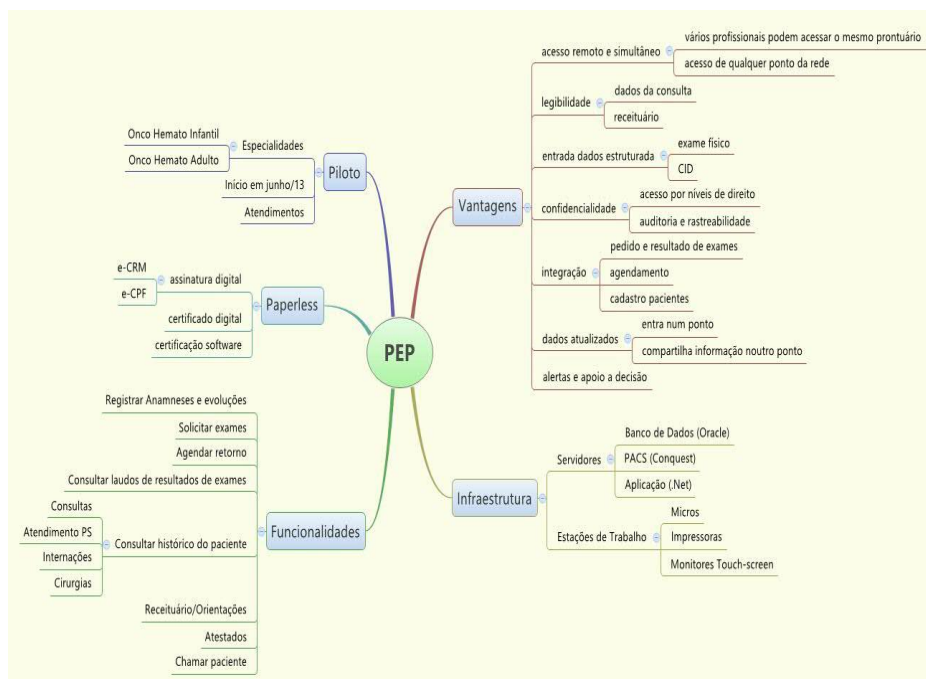 PEP
Piloto
Especialidades
Onco Hemato Infantil
Onco Hemato Adulto
Início em junho/13
Atendimentos
Paperless
assinatura digital
e-CRM
e-CPF
certificado digital
certificação software
Funcionalidades
Registrar Anamneses e evoluções
Solicitar exames
Agendar retorno
Consultar laudos de resultados de exames
Consultar histórico do paciente
Consultas
Atendimento PS
Internações
Cirurgias
Receituário/Orientações
Atestados
Chamar paciente
Vantagens
acesso remoto e simultâneo
vários profissionais podem acessar o mesmo prontuário
acesso de qualquer ponto da rede
legibilidade
dados da consulta
receituário
entrada dados estruturada
exame físico
CID
confidencialidade
acesso por níveis de direito
auditoria e rastreabilidade
integração
pedido e resultado de exames
agendamento
cadastro pacientes
dados atualizados
entra num ponto
compartilha informação noutro ponto
alertas e apoio a decisão
Infraestrutura
Servidores
Banco de Dados (Oracle)
PACS (Conquest)
Aplicação (.Net)
Estações de Trabalho
Micros
Impressoras
Monitores Touch-screen